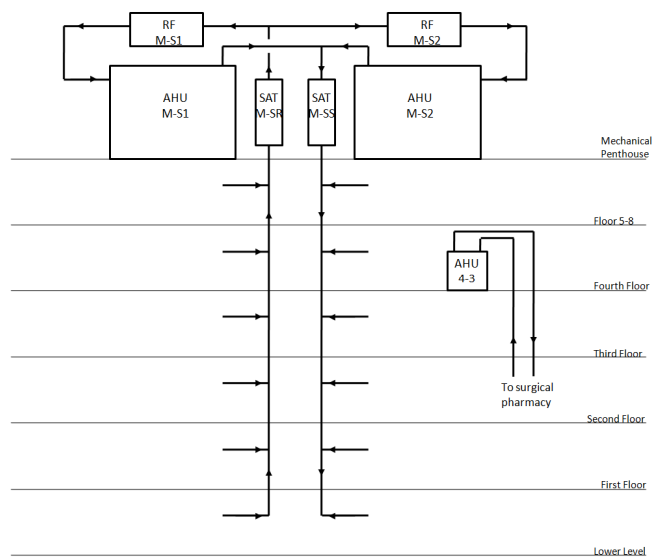 RF
M-S1
RF
M-S2
AHU
M-S1
SAT
M-SR
SAT
M-SS
AHU
M-S2
Mechanical
Penthouse
Floor 5-8
AHU
4-3
Fourth Floor
Third Floor
To surgical
pharmacy
Second Floor
First Floor
Lower Level